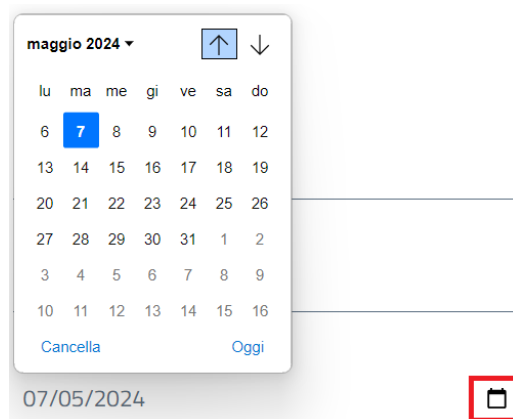 maggio 2024
lu ma me gi ve sa do
6 7 8 9 10 11 12
13 14 15 16 17 18 19
20 21 22 23 24 25 26
27 28 29 30 31 1 2
3 4 5 6 7 8 9
10 11 12 13 14 15 16
Cancella Oggi
07/05/2024